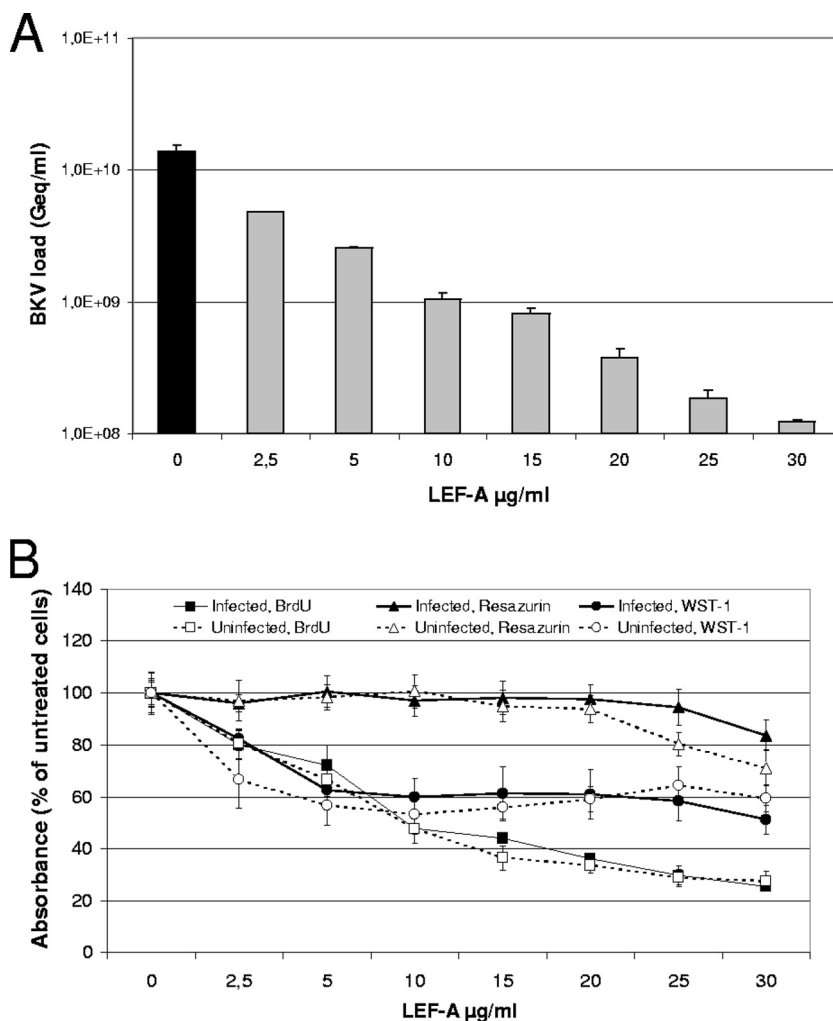 A
1,0E+11
1,0E+10
1,0E+09
1,0E+08
BKV load (Geq/ml)
0 2,5 5 10 15 20 25 30
LEF-A µg/ml
B
140
120
100
80
60
40
20
0
Absorbance (% of untreated cells)
Infected, BrdU Infected, Resazurin Infected, WST-1
Uninfected, BrdU Uninfected, Resazurin Uninfected, WST-1
0 2,5 5 10 15 20 25 30
LEF-A µg/ml